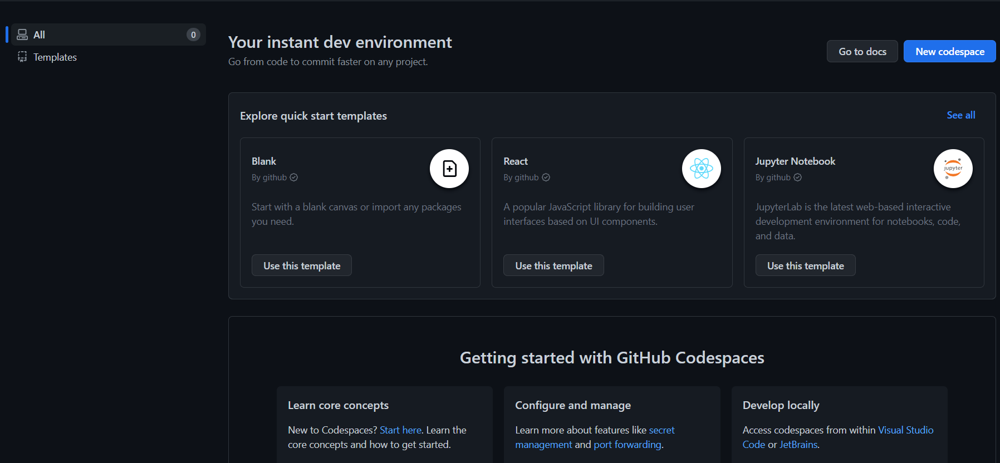 All
0
Templates
Your instant dev environment
Go from code to commit faster on any project.
Go to docs
New codespace
Explore quick start templates
See all
Blank
By github
Start with a blank canvas or import any packages
you need.
Use this template
React
By github
A popular JavaScript library for building user
interfaces based on UI components.
Use this template
Jupyter Notebook
By github
jupyter
JupyterLab is the latest web-based interactive
development environment for notebooks, code,
and data.
Use this template
Getting started with GitHub Codespaces
Learn core concepts
New to Codespaces? Start here. Learn the
core concepts and how to get started.
Configure and manage
Learn more about features like secret
management and port forwarding.
Develop locally
Access codespaces from within Visual Studio
Code or JetBrains.